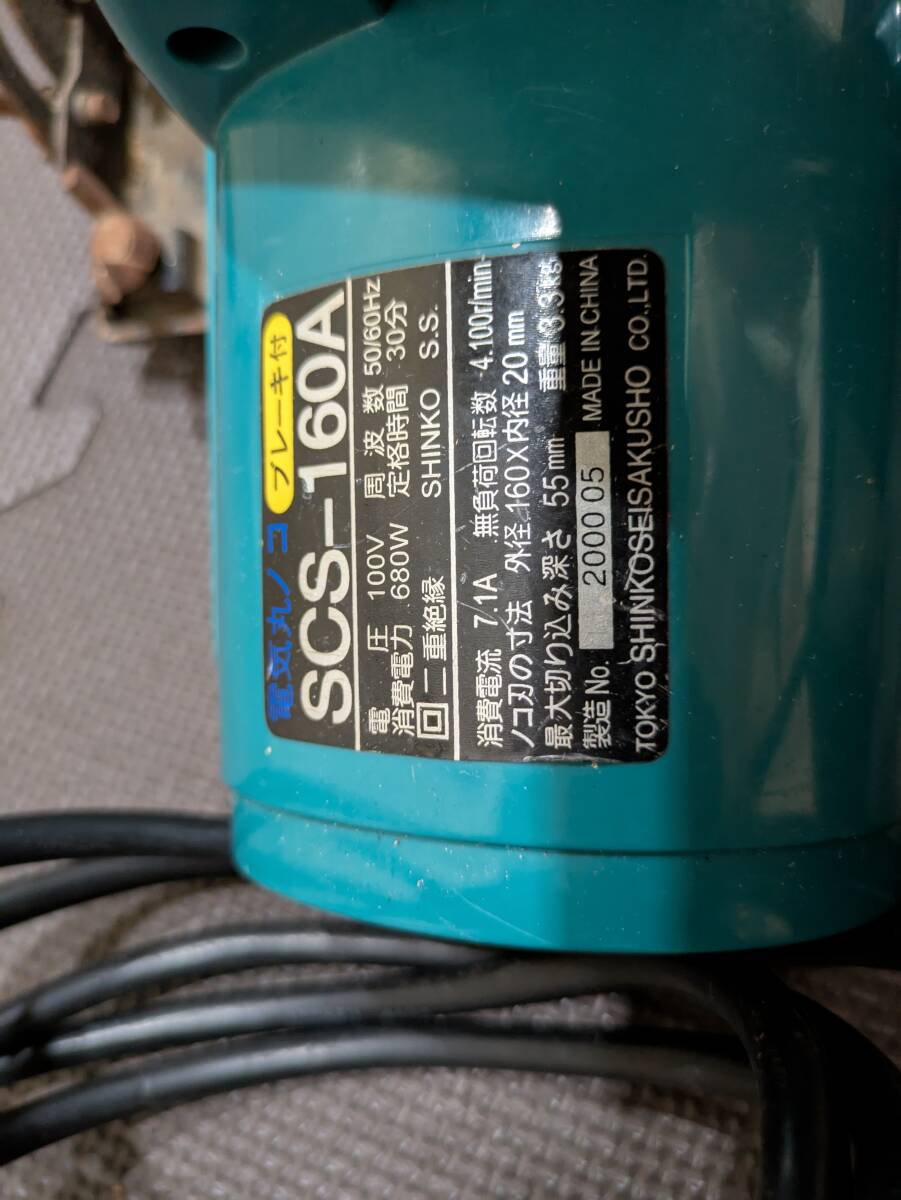 電気丸ノコ ブレーキ付
SCS-160A
電圧 100V 周波数 50/60Hz
消費電力 680W 定格時間 30分
回 二重絶縁 SHINKO S.S.
消費電流 7.1A 無負荷回転数 4.100r/min-
ノコ刃の寸法 外径 160X内径 20 mm
最大切り込み深さ 55 mm 重量 3.3kg
製造 No. 2000 05 MADE IN CHINA
TOKYO SHINKOSEISAKUSHO CO.,LTD.